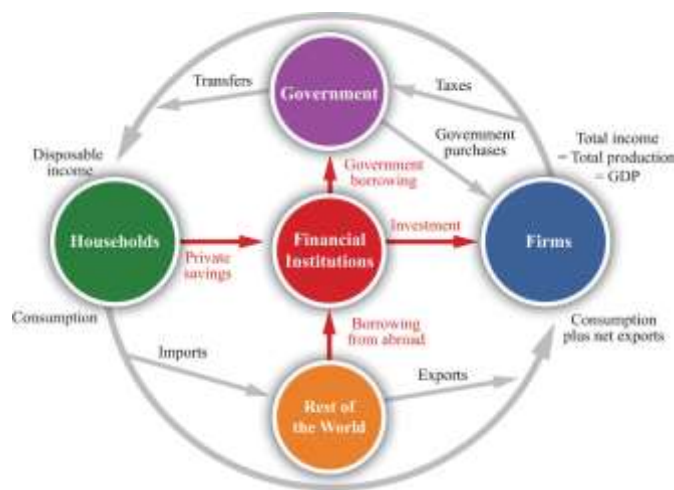 Transfers
Government
Taxes
Government
purchases
Total income
= Total production
= GDP
Disposable
income
Government
borrowing
Households
Private
savings
Financial
Institutions
Investment
Firms
Consumption
Imports
Borrowing
from abroad
Exports
Consumption
plus net exports
Rest of
the World